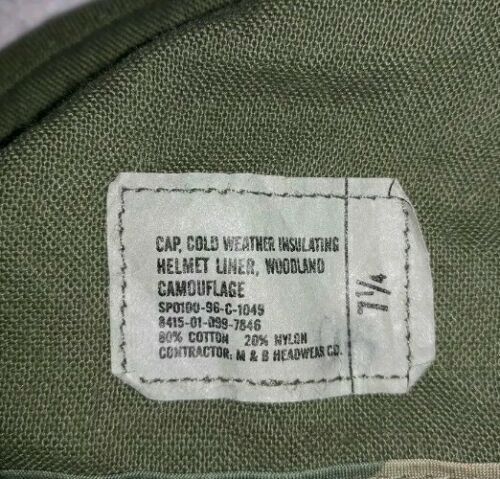 CAP, COLD WEATHER INSULATING
HELMET LINER, WOODLAND
CAMOUFLAGE
SPO100-96-C-1049
8415-01-099-7846
80% COTTON 20% NYLON
CONTRACTOR: M & B HEADWEAR CO.
7 1/4